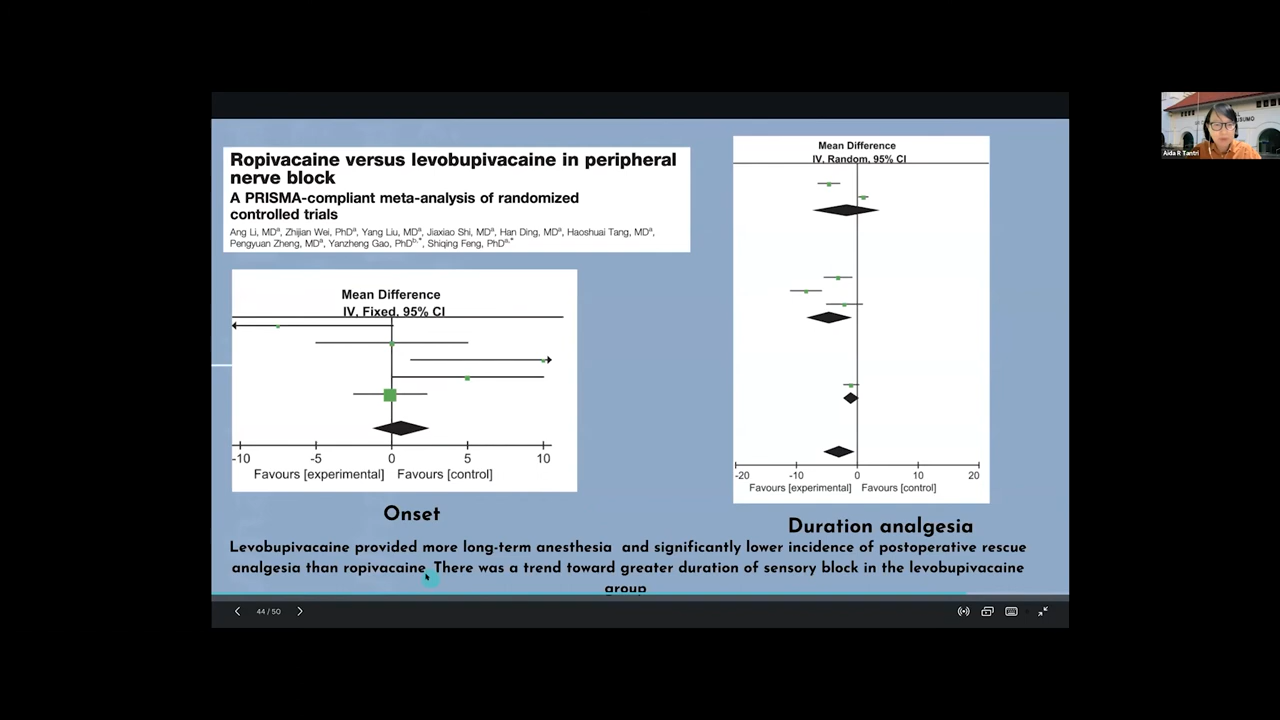 Ropivacaine versus levobupivacaine in peripheral
nerve block
A PRISMA-compliant meta-analysis of randomized
controlled trials
Ang Li, MDa, Zhijian Wei, PhDa, Yang Liu, MDa, Jiaxiao Shi, MDa, Han Ding, MDa, Haoshuai Tang, MDa,
Pengyuan Zheng, MDa, Yanzheng Gao, PhDb,*, Shiqing Feng, PhDa,*
Mean Difference
IV, Fixed, 95% CI
-10 -5 0 5 10
Favours [experimental] Favours [control]
Onset
Mean Difference
IV, Random, 95% CI
-20 -10 0 10 20
Favours [experimental] Favours [control]
Duration analgesia
Levobupivacaine provided more long-term anesthesia and significantly lower incidence of postoperative rescue
analgesia than ropivacaine. There was a trend toward greater duration of sensory block in the levobupivacaine
group
44 / 50
Aida R Tantri